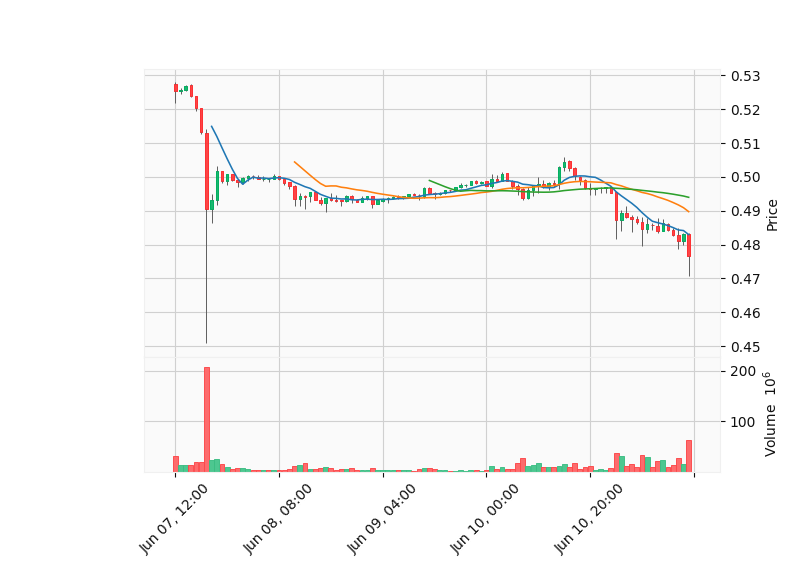 0.53
0.52
0.51
0.50
0.49
0.48
0.47
0.46
0.45
Price
200
100
Volume 10^6
Jun 07, 12:00
Jun 08, 08:00
Jun 09, 04:00
Jun 10, 00:00
Jun 10, 20:00